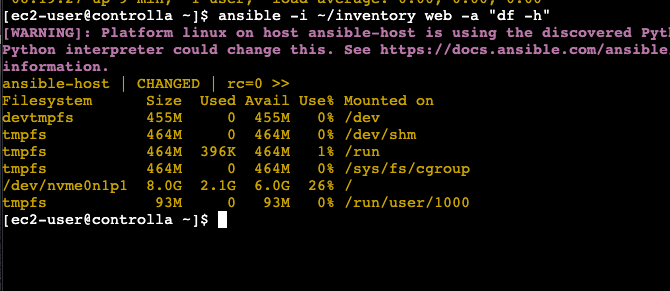 [ec2-user@controlla ~]$ ansible -i ~/inventory web -a "df -h"
[WARNING]: Platform linux on host ansible-host is using the discovered
Python interpreter could change this. See https://docs.ansible.com/ansible
information.
ansible-host | CHANGED | rc=0 >>
Filesystem Size Used Avail Use% Mounted on
devtmpfs 455M 0 455M 0% /dev
tmpfs 464M 0 464M 0% /dev/shm
tmpfs 464M 396K 464M 1% /run
tmpfs 464M 0 464M 0% /sys/fs/cgroup
/dev/nvme0n1p1 8.0G 2.1G 6.0G 26% /
tmpfs 93M 0 93M 0% /run/user/1000
[ec2-user@controlla ~]$